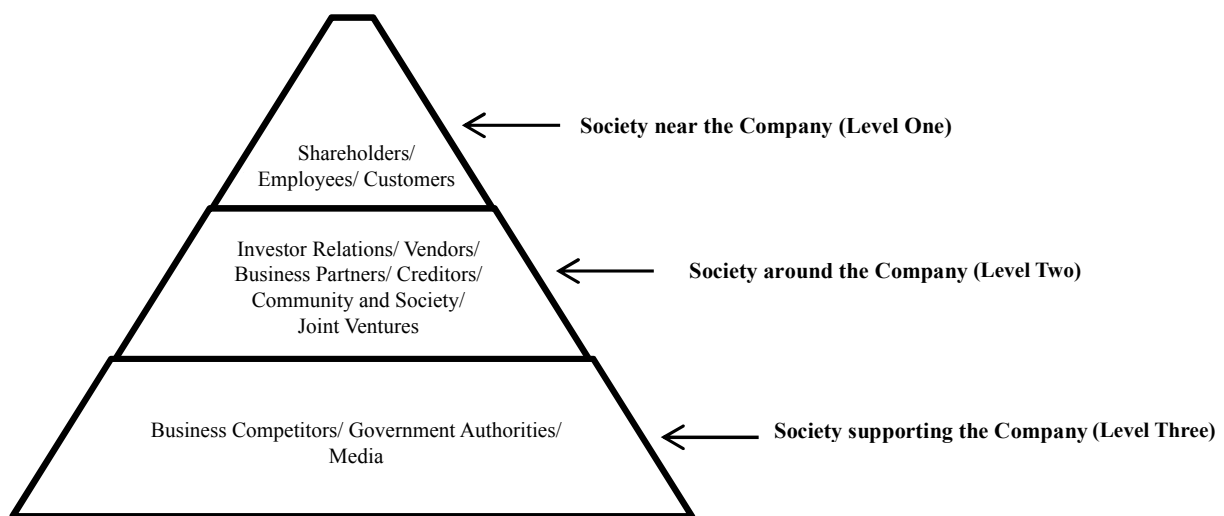 Society near the Company (Level One)
Shareholders/
Employees/ Customers
Investor Relations/ Vendors/
Business Partners/ Creditors/
Community and Society/
Joint Ventures
Society around the Company (Level Two)
Business Competitors/ Government Authorities/
Media
Society supporting the Company (Level Three)